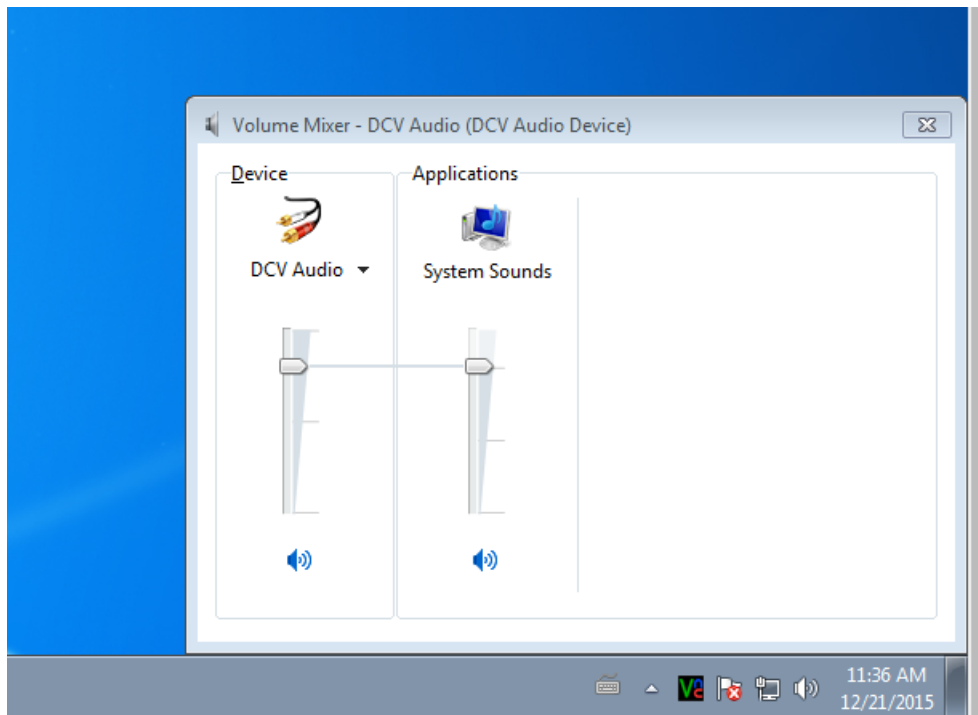 Volume Mixer - DCV Audio (DCV Audio Device)
Device
Applications
DCV Audio
System Sounds
V2
11:36 AM
12/21/2015